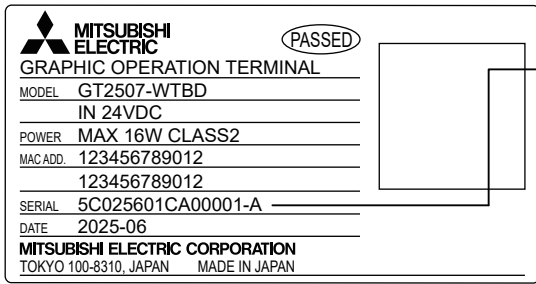 MITSUBISHI
ELECTRIC
PASSED
GRAPHIC OPERATION TERMINAL
MODEL GT2507-WTBD
IN 24VDC
POWER MAX 16W CLASS2
MAC ADD. 123456789012
123456789012
SERIAL 5C025601CA00001-A
DATE 2025-06
MITSUBISHI ELECTRIC CORPORATION
TOKYO 100-8310, JAPAN MADE IN JAPAN